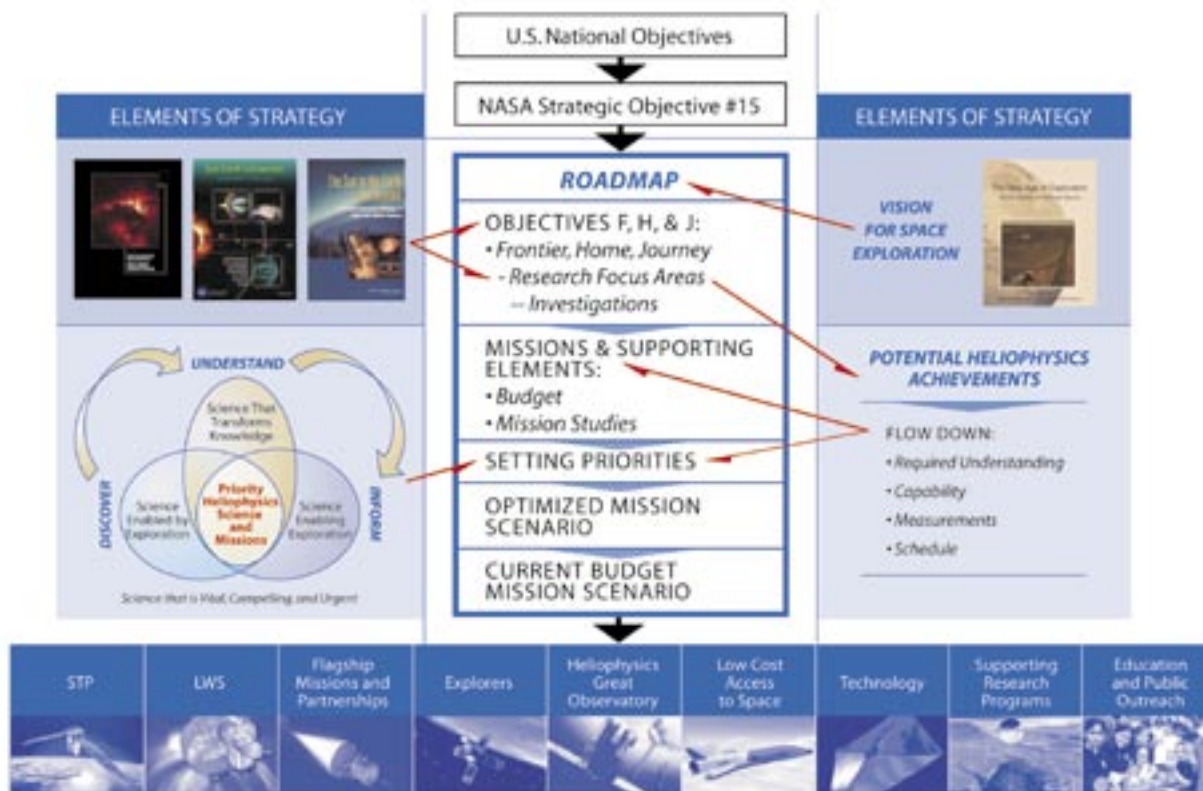 U.S. National Objectives
NASA Strategic Objective #15
ELEMENTS OF STRATEGY
UNDERSTAND
DISCOVER
INFORM
Science That
Transforms
Knowledge
Science
Enabled by
Exploration
Priority
Heliophysics
Science
and
Missions
Science
Enabling
Exploration
Science that is Vital, Compelling, and Urgent
ROADMAP
OBJECTIVES F, H, & J:
• Frontier, Home, Journey
- Research Focus Areas
-- Investigations
MISSIONS & SUPPORTING
ELEMENTS:
• Budget
• Mission Studies
SETTING PRIORITIES
OPTIMIZED MISSION
SCENARIO
CURRENT BUDGET
MISSION SCENARIO
ELEMENTS OF STRATEGY
VISION
FOR SPACE
EXPLORATION
POTENTIAL HELIOPHYSICS
ACHIEVEMENTS
FLOW DOWN:
• Required Understanding
• Capability
• Measurements
• Schedule
STP
LWS
Flagship
Missions and
Partnerships
Explorers
Heliophysics
Great
Observatory
Low Cost
Access
to Space
Technology
Supporting
Research
Programs
Education
and Public
Outreach